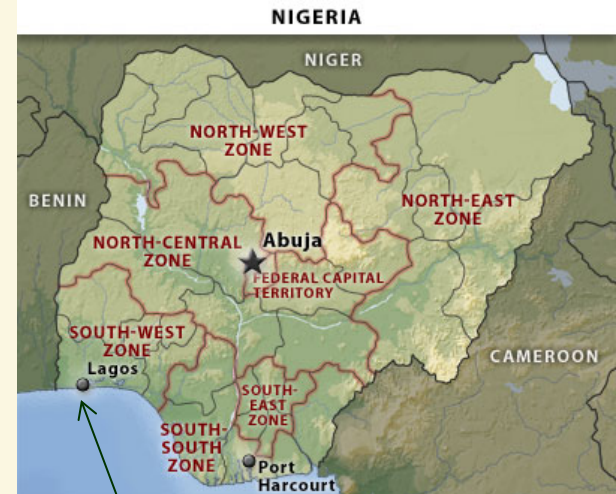 NIGERIA
NIGER
NORTH-WEST
ZONE
BENIN
NORTH-EAST
ZONE
NORTH-CENTRAL
ZONE
Abuja
FEDERAL CAPITAL
TERRITORY
SOUTH-WEST
ZONE
Lagos
CAMEROON
SOUTH-
EAST
ZONE
SOUTH-
SOUTH
ZONE
Port
Harcourt